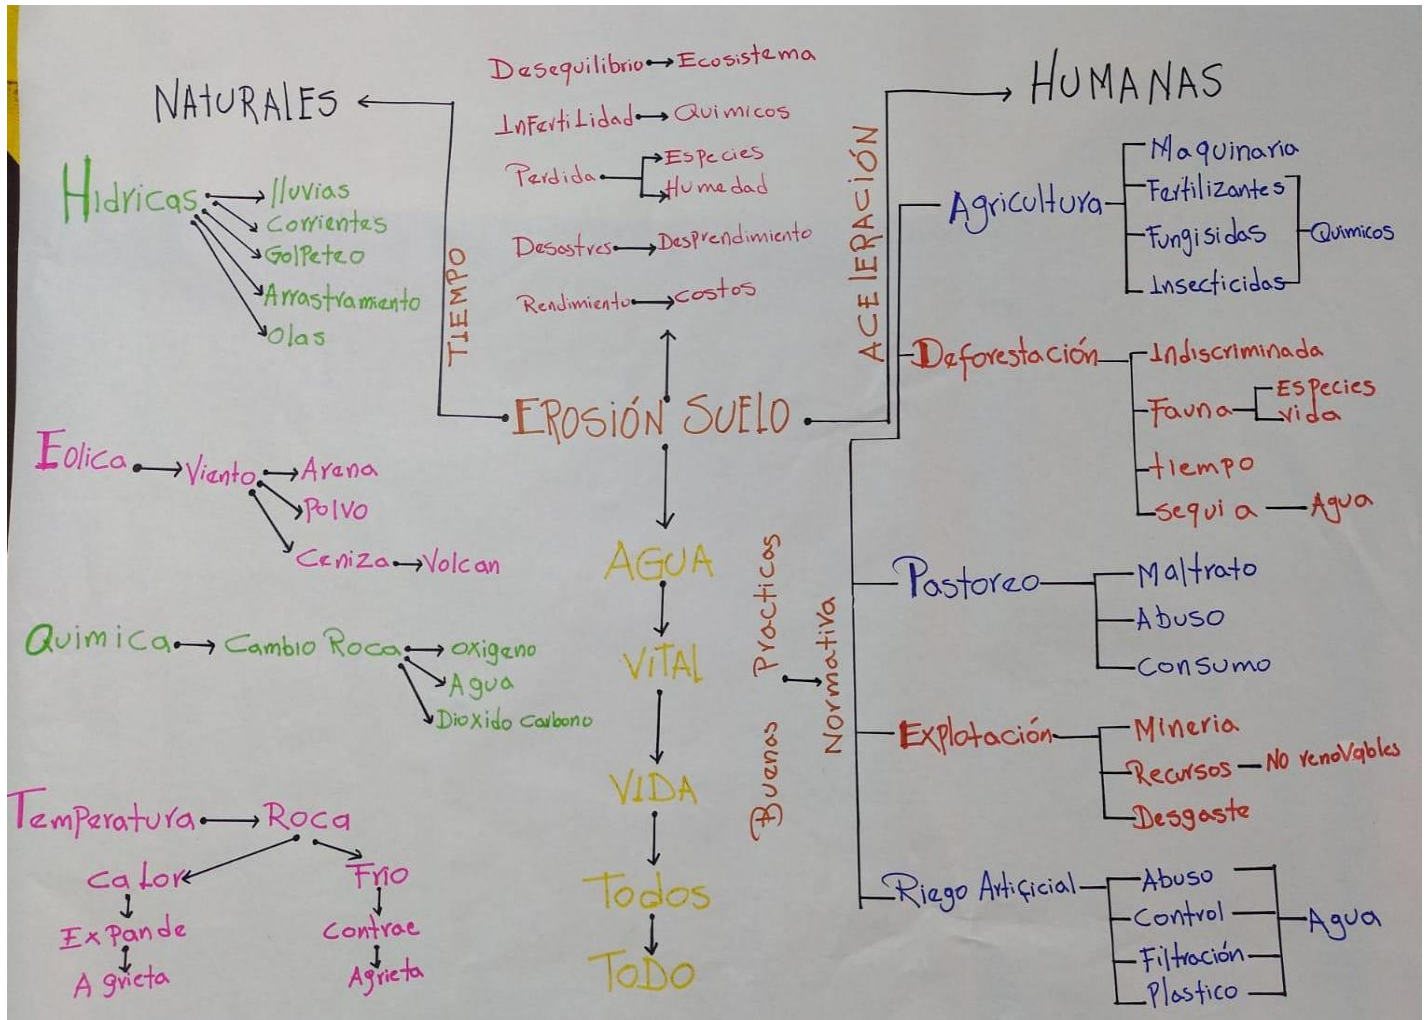 NATURALES
Hidricas
lluvias
Corrientes
GolPeteo
Arrastramiento
Olas
Eolica
Viento
Arena
Polvo
Ceniza
Volcan
Quimica
Cambio Roca
oxigeno
Agua
Dioxido Carbono
Temperatura
Roca
Calor
Expande
Agrieta
Frio
Contrae
Agrieta
TIEMPO
Desequilibrio
Ecosistema
InFertiLidad
Quimicos
Perdida
Especies
Humedad
Desastres
Desprendimiento
Rendimiento
costos
EROSIÓN SUELO
AGUA
VITAL
VIDA
Todos
ToDO
Buenas Practicas
Normativa
ACELERACIÓN
HUMANAS
Agricultura
Maquinaria
Fertilizantes
Fungisidas
Insecticidas
Quimicos
Deforestación
Indiscriminada
Fauna
Especies
vida
tiempo
sequia
Agua
Pastoreo
Maltrato
Abuso
Consumo
Explotación
Mineria
Recursos
No renovables
Desgaste
Riego Artificial
Abuso
Control
Filtración
Plastico
Agua